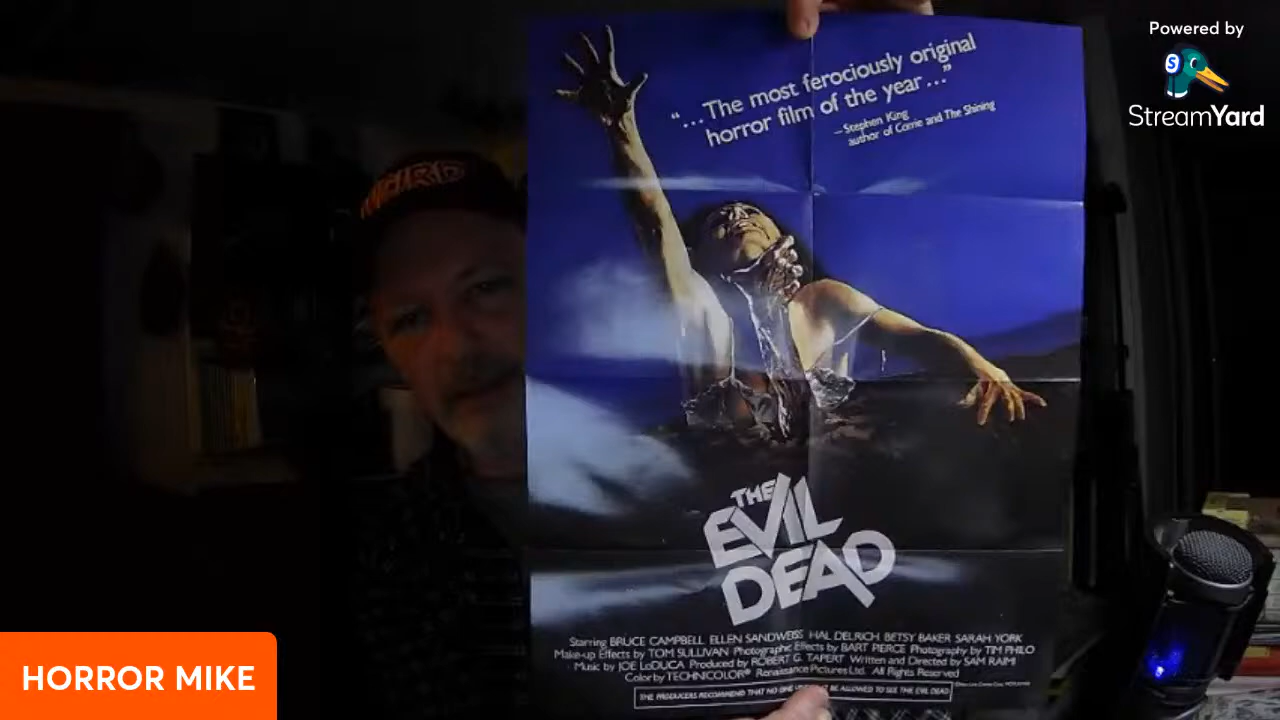 Powered by
StreamYard
"...The most ferociously original
horror film of the year..."
—Stephen King
author of Carrie and The Shining
THE
EVIL
DEAD
Starring BRUCE CAMPBELL ELLEN SANDWEISS HAL DELRICH BETSY BAKER SARAH YORK
Make-up Effects by TOM SULLIVAN Photographic Effects by BART PIERCE Photography by TIM PHILO
Music by JOE LoDUCA Produced by ROBERT G. TAPERT Written and Directed by SAM RAIMI
Color by TECHNICOLOR® Renaissance Pictures Ltd. All Rights Reserved
THE PRODUCERS RECOMMEND THAT NO ONE BE ALLOWED TO SEE THE EVIL DEAD
HORROR MIKE